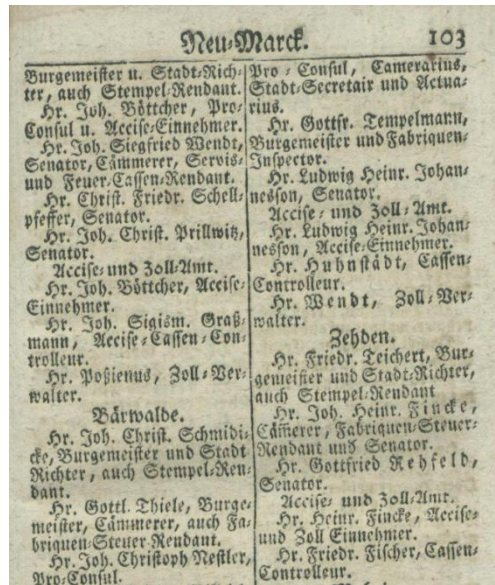 Neu-Marck. 103
Burgemeister u. Stadt-Rich-
ter, auch Stempel-Rendant.
Hr. Joh. Böttcher, Pro-
Consul u. Accise-Einnehmer.
Hr. Joh. Siegfried Wendt,
Senator, Cämmerer, Servis-
und Feuer-Cassen-Rendant.
Hr. Christ. Friedr. Schell-
pfeffer, Senator.
Hr. Joh. Christ. Prillwitz,
Senator.
Accise- und Zoll-Amt.
Hr. Joh. Böttcher, Accise-
Einnehmer.
Hr. Joh. Sigism. Graß-
mann, Accise-Cassen-Con-
trolleur.
Hr. Poßienus, Zoll-Ver-
walter.
Bärwalde.
Hr. Joh. Christ. Schmidi-
cke, Burgemeister und Stadt
Richter, auch Stempel-Ren-
dant.
Hr. Gottl. Thiele, Burge-
meister, Cämmerer, auch Fa-
briquen-Steuer-Rendant.
Hr. Joh. Christoph Nestler,
Pro-Consul.
Pro-Consul, Camerarius,
Stadt-Secretair und Actua-
rius.
Hr. Gottfr. Tempelmann,
Burgemeister und Fabriquen-
Inspector.
Hr. Ludwig Heinr. Johan-
nesson, Senator.
Accise- und Zoll-Amt.
Hr. Ludwig Heinr. Johan-
nesson, Accise-Einnehmer.
Hr. Huhnstädt, Cassen-
Controlleur.
Hr. Wendt, Zoll-Ver-
walter.
Zehden.
Hr. Friedr. Teichert, Bur-
gemeister und Stadt-Richter,
auch Stempel-Rendant
Hr. Joh. Heinr. Fincke,
Cam̃erer, Fabriquen-Steuer-
Rendant und Senator.
Hr. Gottfried Rehfeld,
Senator.
Accise- und Zoll-Amt.
Hr. Heinr. Fincke, Accise-
und Zoll Einnehmer.
Hr. Friedr. Fischer, Cassen-
Controlleur.